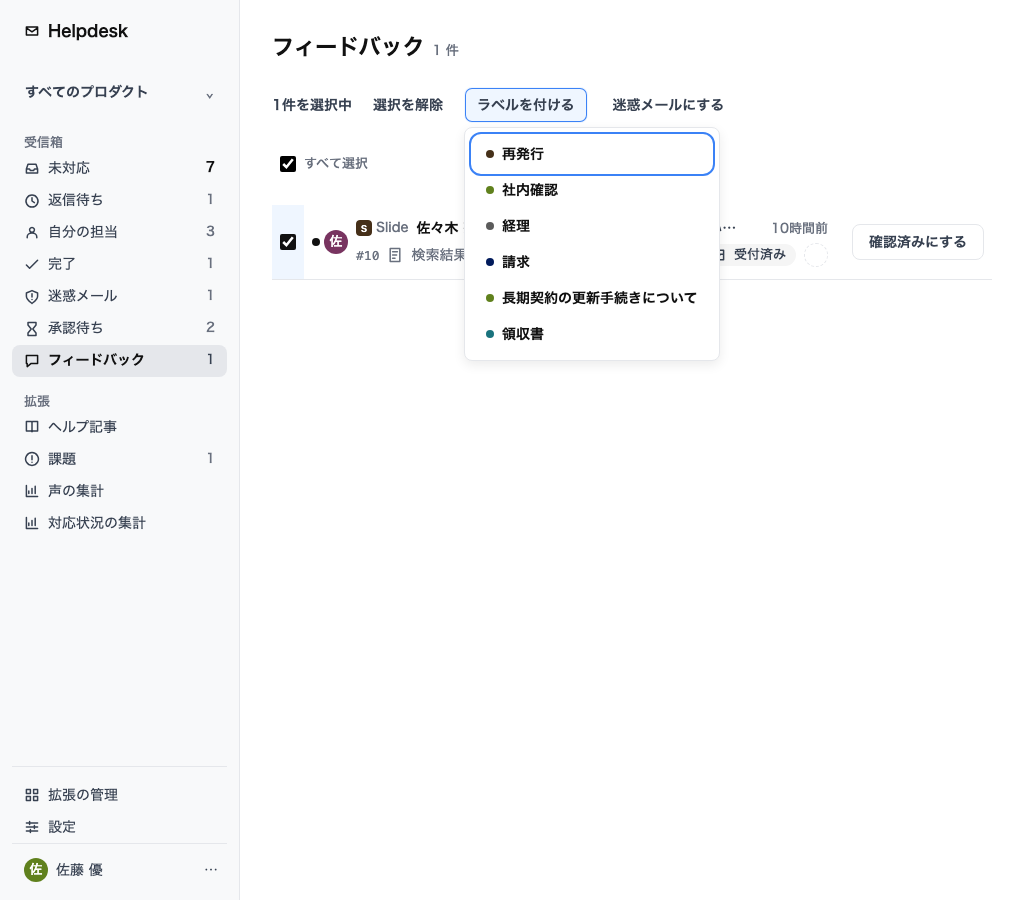 Helpdesk
すべてのプロダクト
受信箱
未対応 7
返信待ち 1
自分の担当 3
完了 1
迷惑メール 1
承認待ち 2
フィードバック 1
拡張
ヘルプ記事
課題 1
声の集計
対応状況の集計
拡張の管理
設定
佐 佐藤 優 …
フィードバック 1 件
1件を選択中 選択を解除 ラベルを付ける 迷惑メールにする
すべて選択
再発行
社内確認
経理
請求
長期契約の更新手続きについて
領収書
佐 S Slide 佐々木 … 10時間前
#10 検索結果 受付済み
確認済みにする